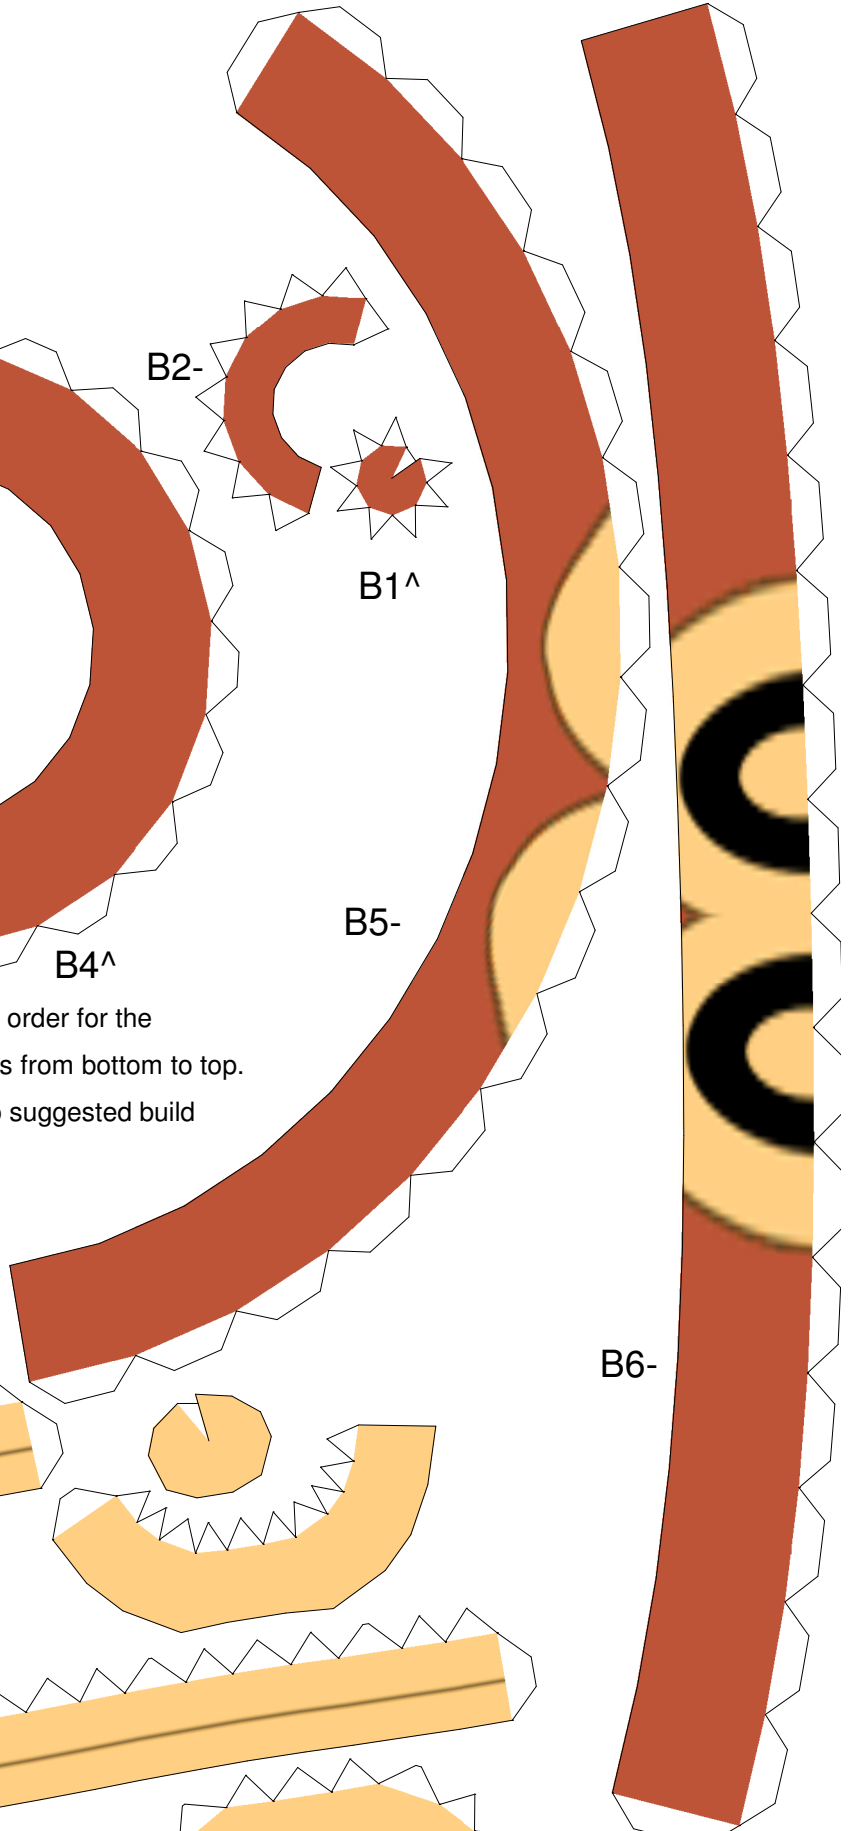 B2-
B1^
B5-
B4^
order for the
s from bottom to top.
suggested build
B6-